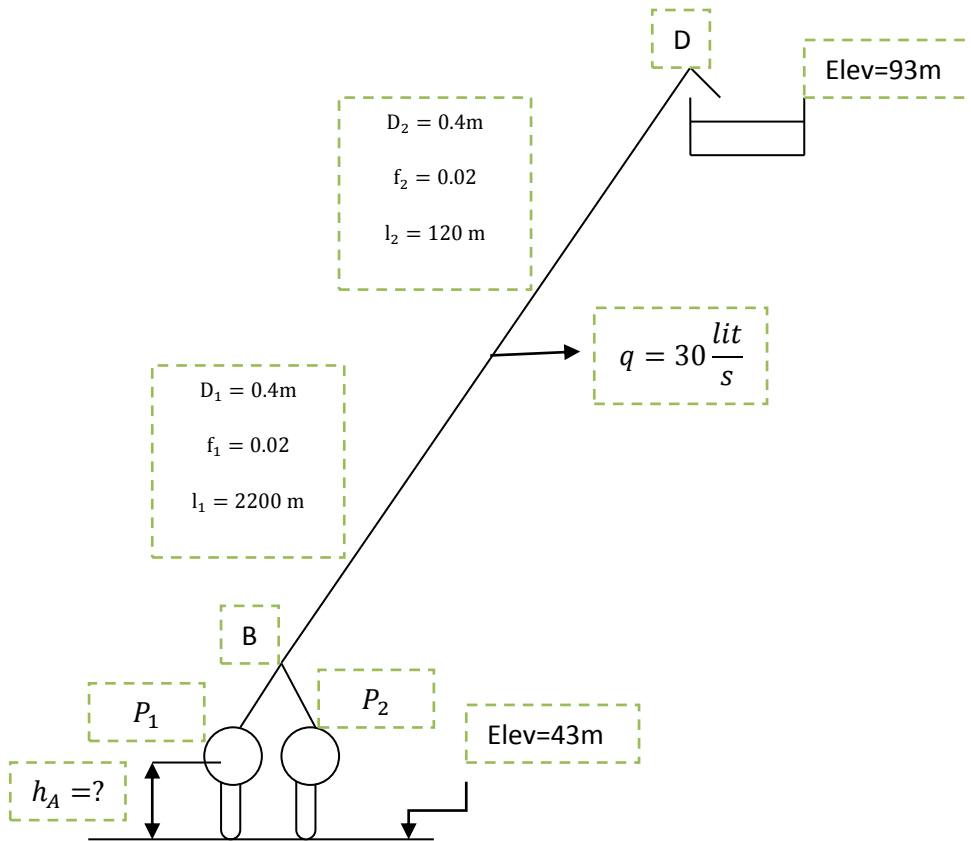 D
Elev=93m
D₂ = 0.4m
f₂ = 0.02
l₂ = 120 m
q = 30 lit/s
D₁ = 0.4m
f₁ = 0.02
l₁ = 2200 m
B
P₁
P₂
Elev=43m
h_A =?